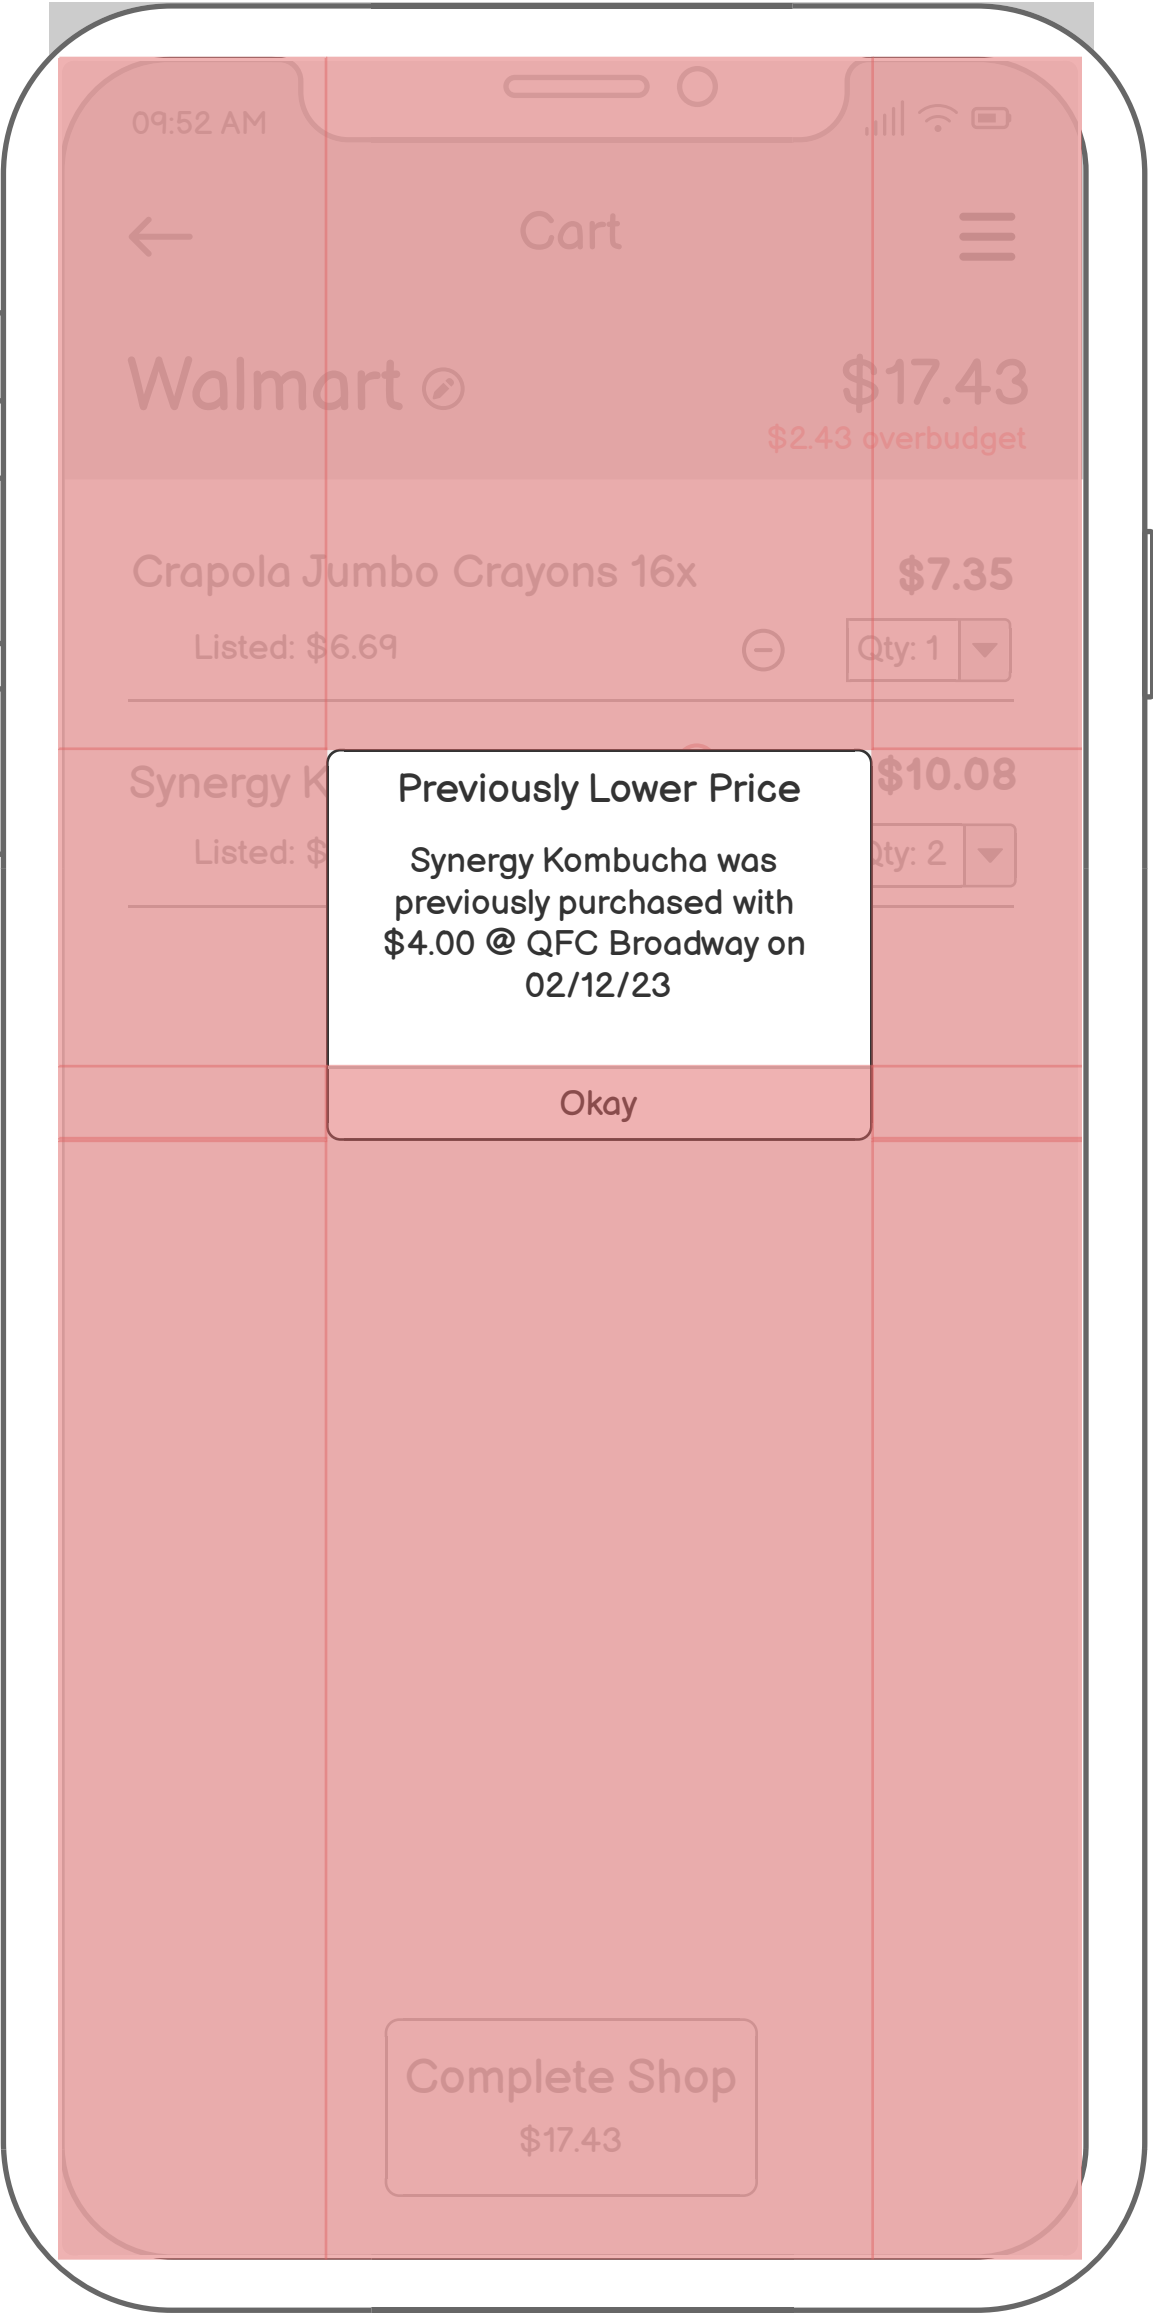 09:52 AM
Cart
Walmart
$17.43
$2.43 overbudget
Crapola Jumbo Crayons 16x $7.35
Listed: $6.69 Qty: 1
Synergy K $10.08
Listed: $ Qty: 2
Previously Lower Price
Synergy Kombucha was
previously purchased with
$4.00 @ QFC Broadway on
02/12/23
Okay
Complete Shop
$17.43